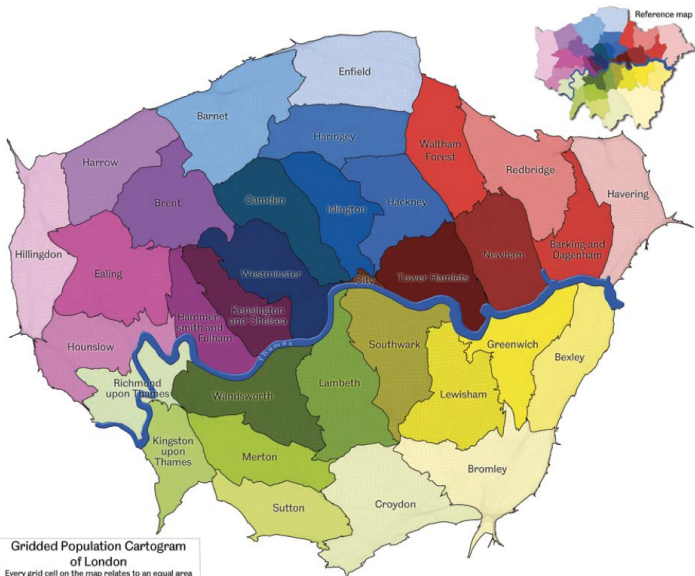 Reference map
Enfield
Barnet
Haringey
Waltham
Forest
Harrow
Redbridge
Havering
Brent
Camden
Islington
Hackney
Hillingdon
Ealing
Westminster
City
Tower Hamlets
Newham
Barking and
Dagenham
Hammer-
smith and
Fulham
Kensington
and Chelsea
Hounslow
Thames
Southwark
Greenwich
Bexley
Richmond
upon Thames
Wandsworth
Lambeth
Lewisham
Kingston
upon
Thames
Merton
Bromley
Sutton
Croydon
Gridded Population Cartogram
of London
Every grid cell on the map relates to an equal area